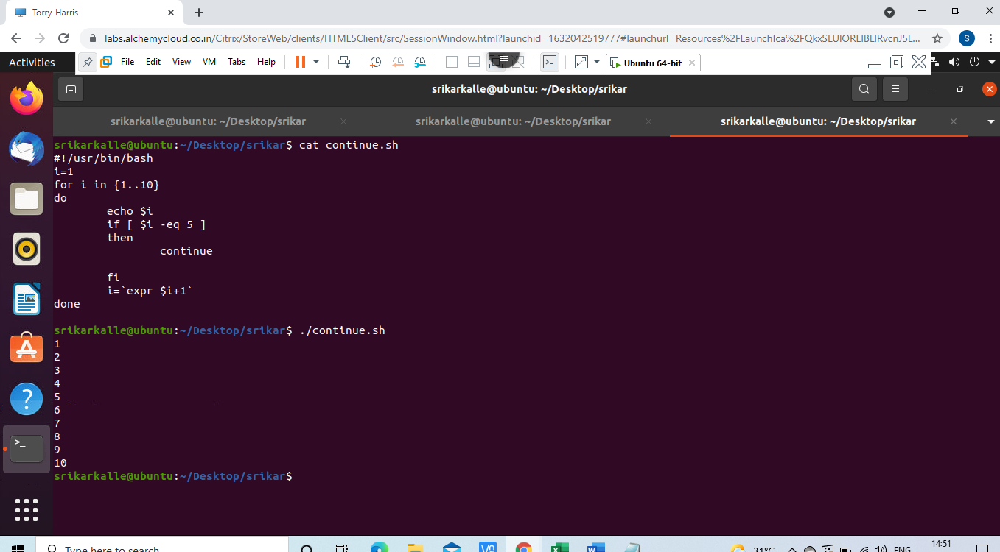 Torry-Harris
labs.alchemycloud.co.in/Citrix/StoreWeb/clients/HTML5Client/src/SessionWindow.html?launchid=1632042519777#launchurl=Resources%2FLaunchIca%2FQkxSLUlOREIBLIRvcnJ5L...
S
Activities
File Edit View VM Tabs Help
Ubuntu 64-bit
srikarkalle@ubuntu: ~/Desktop/srikar
srikarkalle@ubuntu: ~/Desktop/srikar
srikarkalle@ubuntu: ~/Desktop/srikar
srikarkalle@ubuntu: ~/Desktop/srikar
srikarkalle@ubuntu:~/Desktop/srikar$ cat continue.sh
#!/usr/bin/bash
i=1
for i in {1..10}
do
echo $i
if [ $i -eq 5 ]
then
continue
fi
i=`expr $i+1`
done
srikarkalle@ubuntu:~/Desktop/srikar$ ./continue.sh
1
2
3
4
5
6
7
8
9
10
srikarkalle@ubuntu:~/Desktop/srikar$
Type here to search
31°C
ENG
14:51